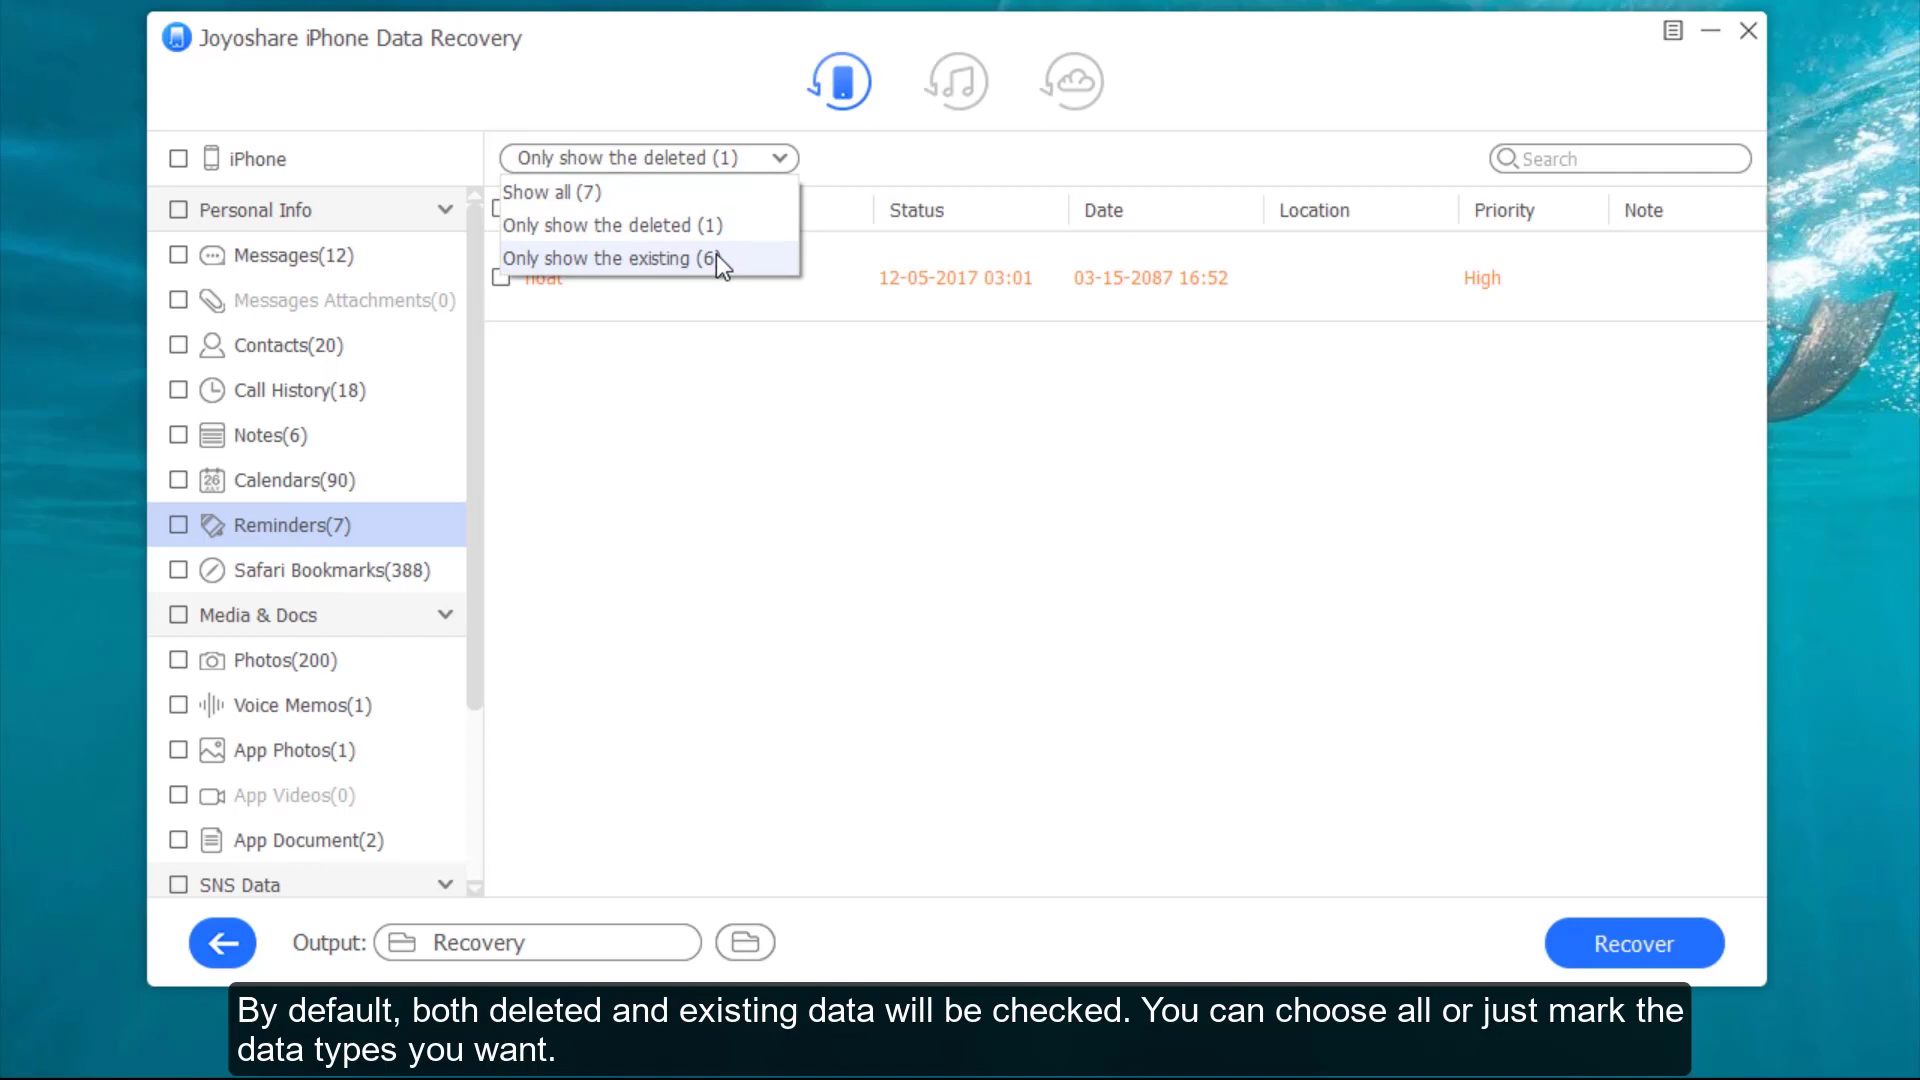 Joyoshare iPhone Data Recovery
iPhone
Only show the deleted (1)
Search
Show all (7)
Only show the deleted (1)
Only show the existing (6)
Personal Info
Status Date Location Priority Note
Messages(12)
12-05-2017 03:01 03-15-2087 16:52 High
Messages Attachments(0)
Contacts(20)
Call History(18)
Notes(6)
26
Calendars(90)
Reminders(7)
Safari Bookmarks(388)
Media & Docs
Photos(200)
Voice Memos(1)
App Photos(1)
App Videos(0)
App Document(2)
SNS Data
Output: Recovery
Recover
By default, both deleted and existing data will be checked. You can choose all or just mark the
data types you want.